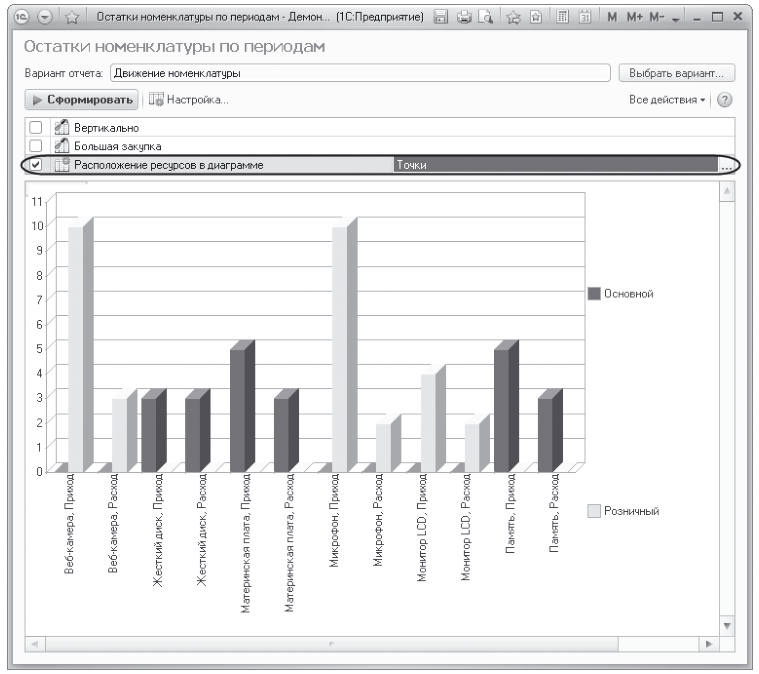 1С Остатки номенклатуры по периодам - Демон... (1С:Предприятие) 31 M M+ M-
Остатки номенклатуры по периодам
Вариант отчета: Движение номенклатуры Выбрать вариант...
Сформировать Настройка... Все действия ?
Вертикально
Большая закупка
Расположение ресурсов в диаграмме Точки ...
11
10
9
8
7
6
5
4
3
2
1
0
Основной
Розничный
Веб-камера, Приход
Веб-камера, Расход
Жесткий диск, Приход
Жесткий диск, Расход
Материнская плата, Приход
Материнская плата, Расход
Микрофон, Приход
Микрофон, Расход
Монитор LCD, Приход
Монитор LCD, Расход
Память, Приход
Память, Расход